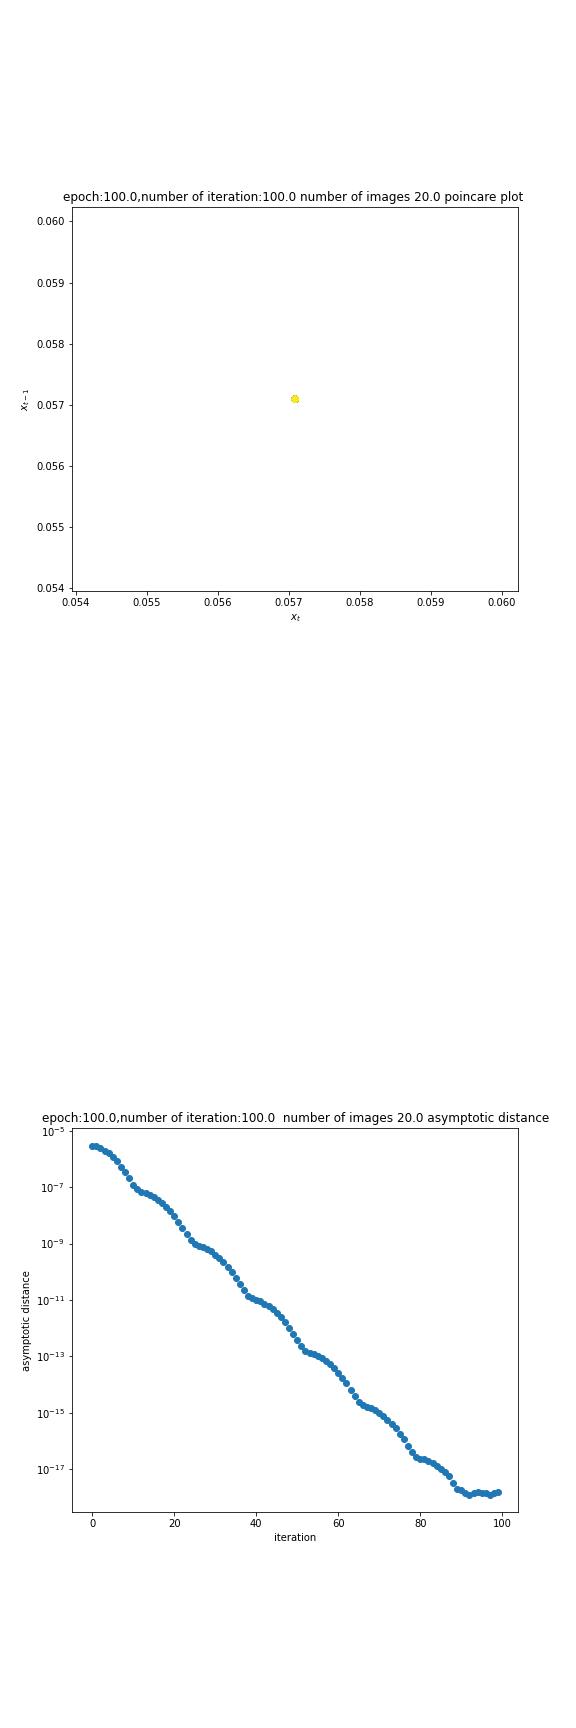 epoch:100.0,number of iteration:100.0 number of images 20.0 poincare plot
0.060
0.059
0.058
0.057
0.056
0.055
0.054
x_{t-1}
0.054 0.055 0.056 0.057 0.058 0.059 0.060
x_t
epoch:100.0,number of iteration:100.0  number of images 20.0 asymptotic distance
10^{-5}
10^{-7}
10^{-9}
10^{-11}
10^{-13}
10^{-15}
10^{-17}
asymptotic distance
0 20 40 60 80 100
iteration